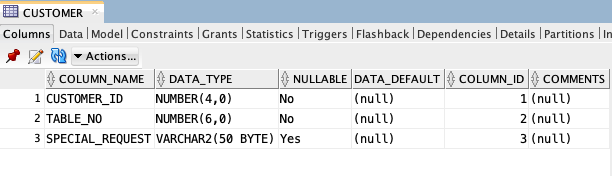 CUSTOMER ×
Columns Data Model Constraints Grants Statistics Triggers Flashback Dependencies Details Partitions In
Actions...
COLUMN_NAME DATA_TYPE NULLABLE DATA_DEFAULT COLUMN_ID COMMENTS
1 CUSTOMER_ID NUMBER(4,0) No (null) 1 (null)
2 TABLE_NO NUMBER(6,0) No (null) 2 (null)
3 SPECIAL_REQUEST VARCHAR2(50 BYTE) Yes (null) 3 (null)